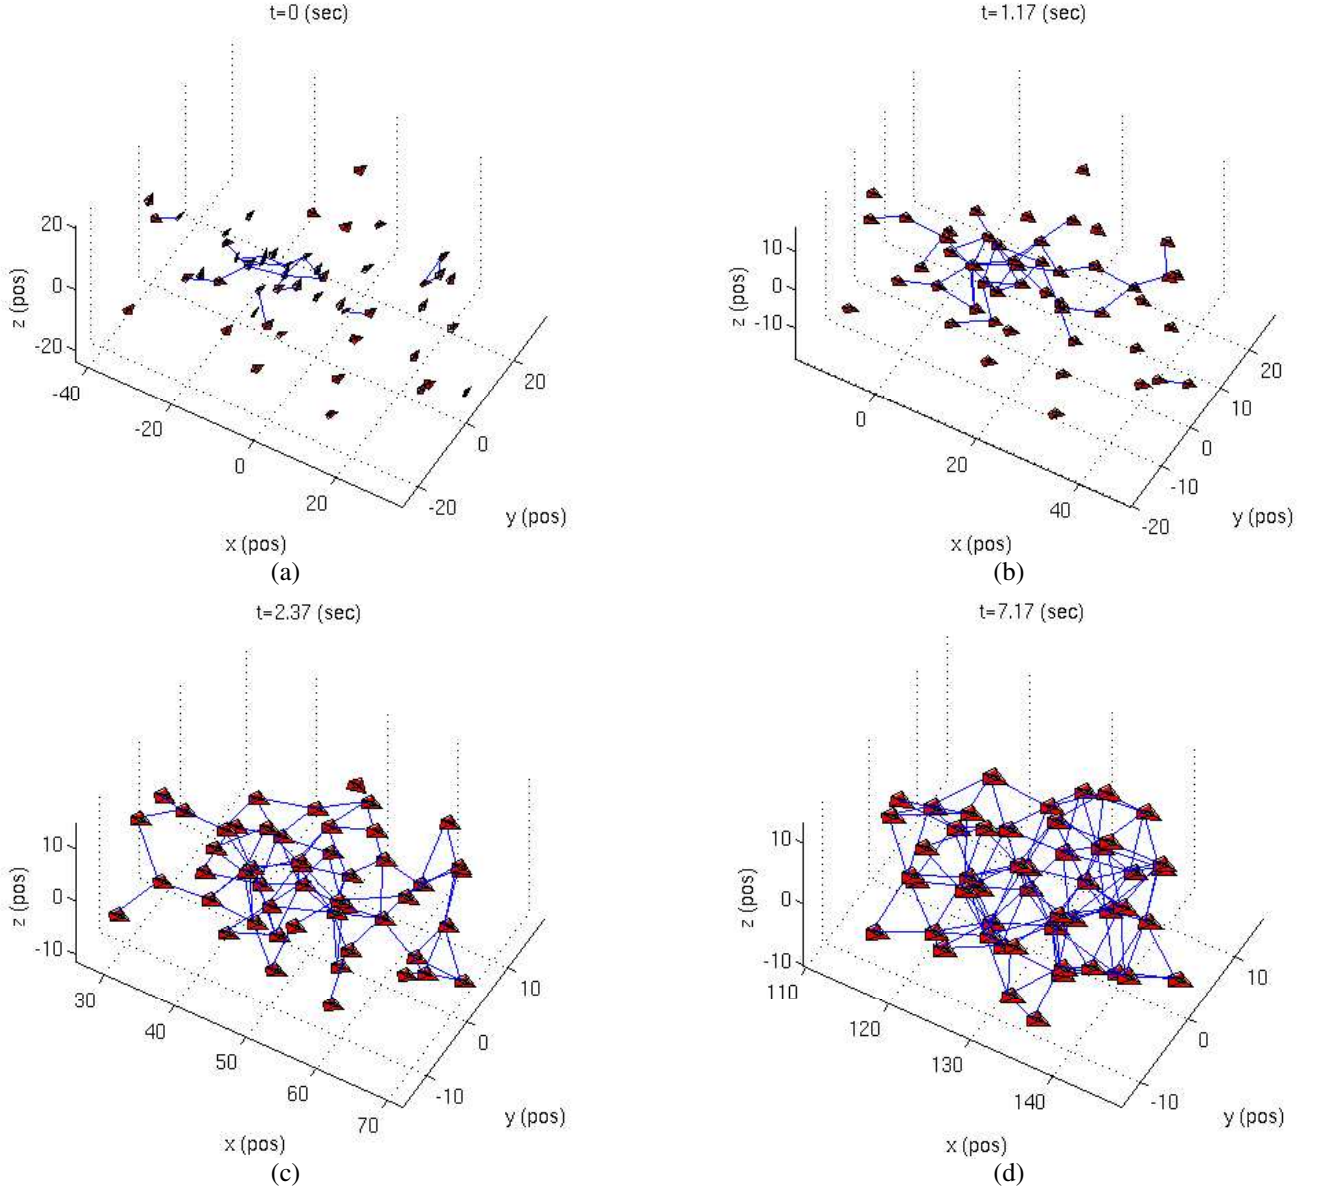 t=0 (sec)
z (pos)
20
0
-20
-40
-20
0
20
x (pos)
-20
0
20
y (pos)
(a)
t=1.17 (sec)
z (pos)
10
0
-10
0
20
40
x (pos)
-20
-10
0
10
20
y (pos)
(b)
t=2.37 (sec)
z (pos)
10
0
-10
30
40
50
60
70
x (pos)
-10
0
10
y (pos)
(c)
t=7.17 (sec)
z (pos)
10
0
-10
110
120
130
140
x (pos)
-10
0
10
y (pos)
(d)